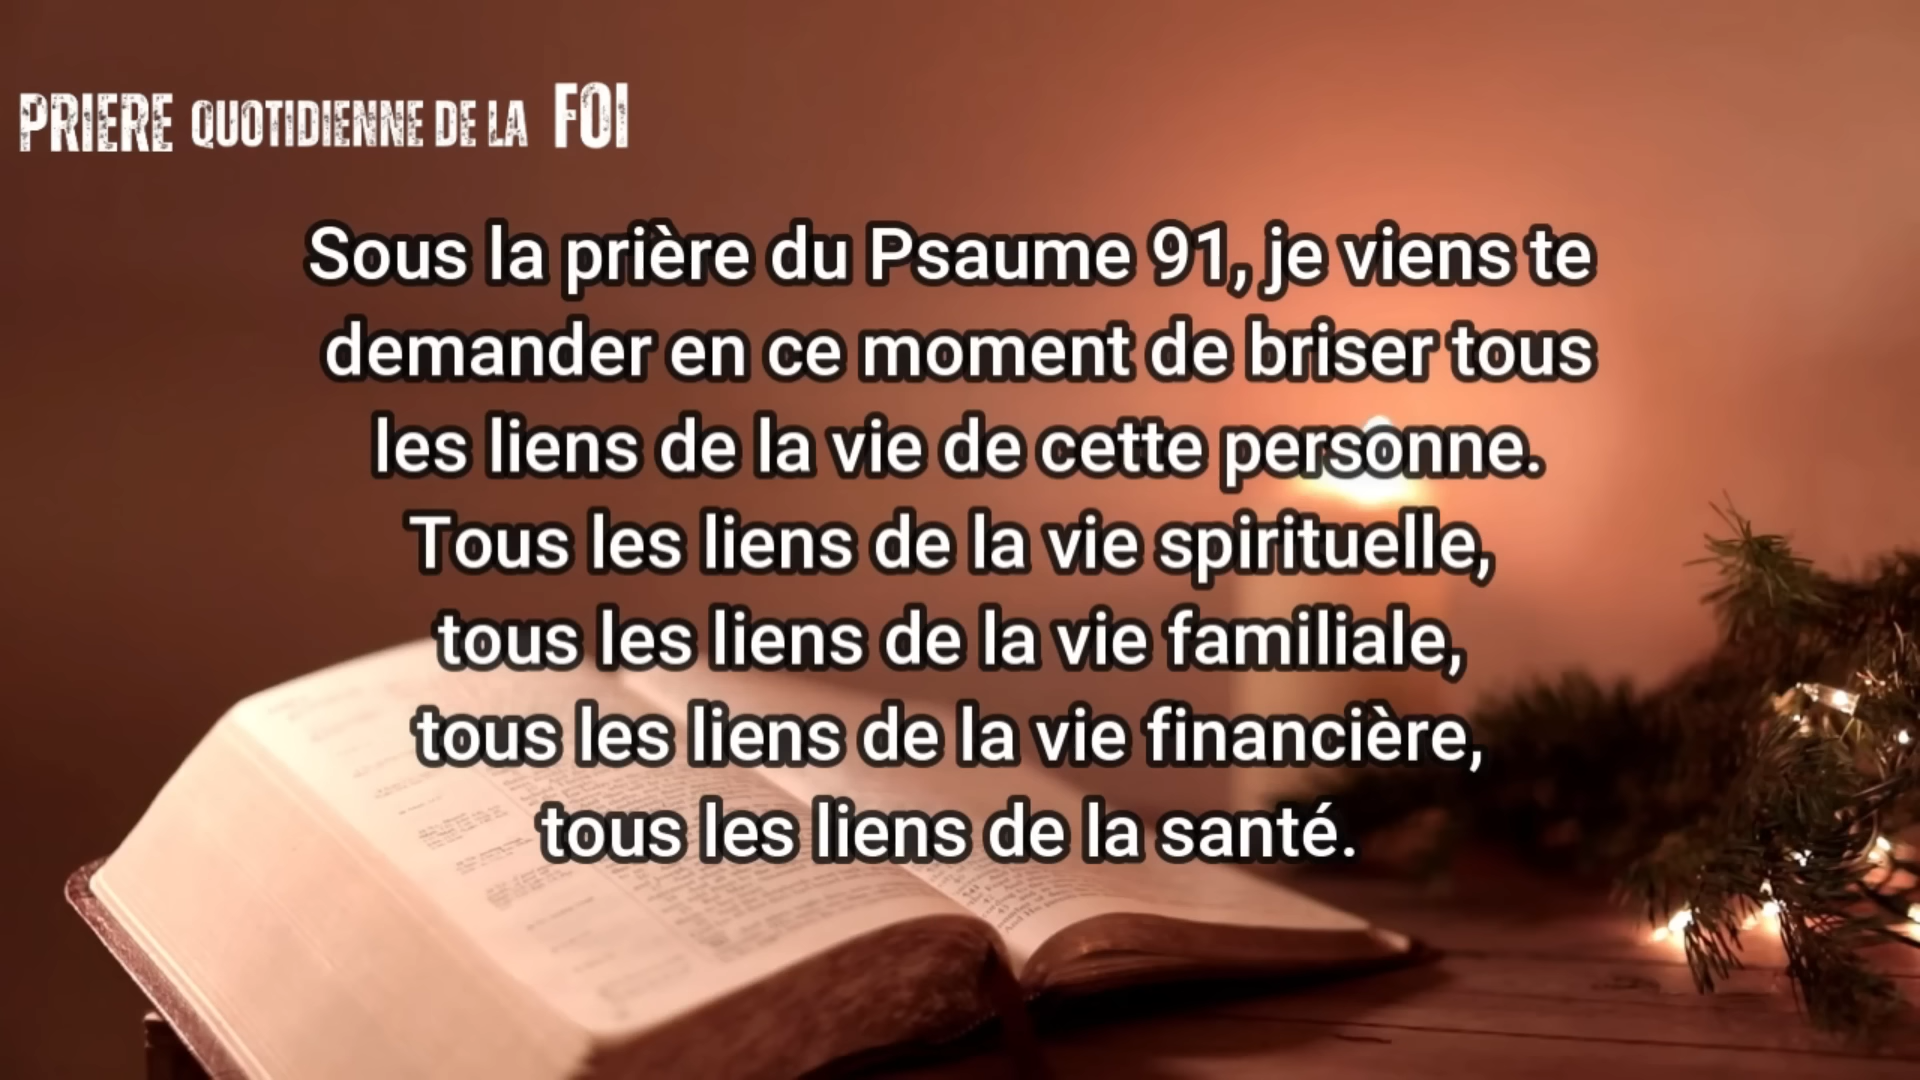 PRIERE QUOTIDIENNE DE LA FOI
Sous la prière du Psaume 91, je viens te
demander en ce moment de briser tous
les liens de la vie de cette personne.
Tous les liens de la vie spirituelle,
tous les liens de la vie familiale,
tous les liens de la vie financière,
tous les liens de la santé.